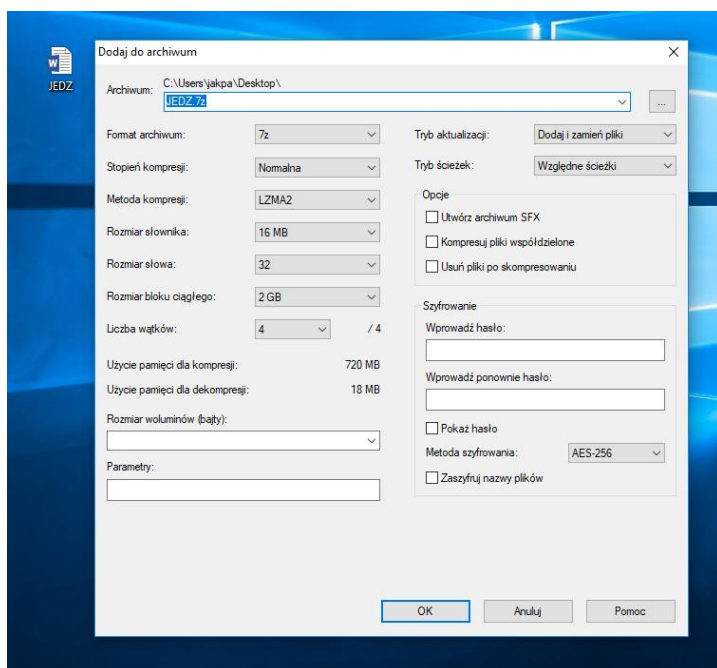 JEDZ
Dodaj do archiwum
Archiwum:
C:\Users\jakpa\Desktop\
JEDZ.7z
...
Format archiwum: 7z
Stopień kompresji: Normalna
Metoda kompresji: LZMA2
Rozmiar słownika: 16 MB
Rozmiar słowa: 32
Rozmiar bloku ciągłego: 2 GB
Liczba wątków: 4 / 4
Użycie pamięci dla kompresji: 720 MB
Użycie pamięci dla dekompresji: 18 MB
Rozmiar woluminów (bajty):
Parametry:
Tryb aktualizacji: Dodaj i zamień pliki
Tryb ścieżek: Względne ścieżki
Opcje
Utwórz archiwum SFX
Kompresuj pliki współdzielone
Usuń pliki po skompresowaniu
Szyfrowanie
Wprowadź hasło:
Wprowadź ponownie hasło:
Pokaż hasło
Metoda szyfrowania: AES-256
Zaszyfruj nazwy plików
OK Anuluj Pomoc